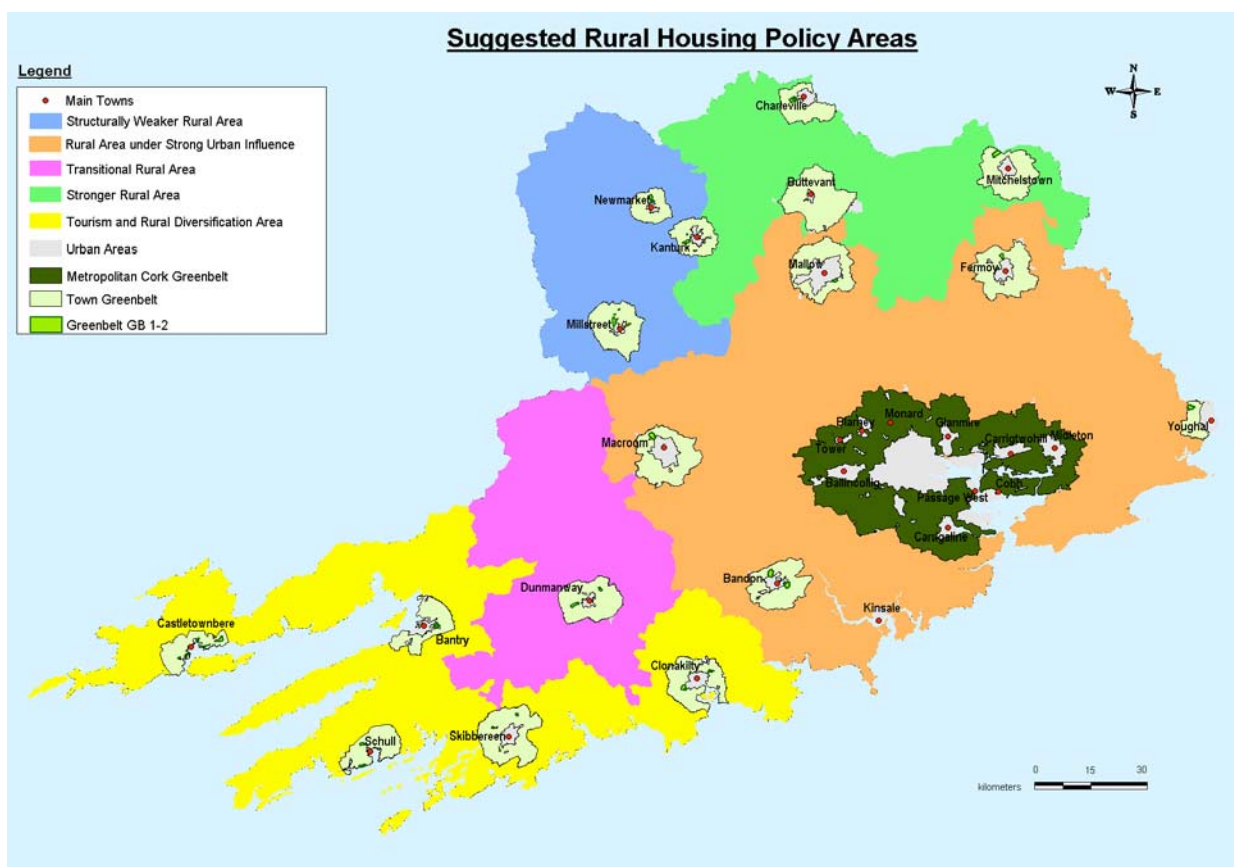 Suggested Rural Housing Policy Areas
Legend
Main Towns
Structurally Weaker Rural Area
Rural Area under Strong Urban Influence
Transitional Rural Area
Stronger Rural Area
Tourism and Rural Diversification Area
Urban Areas
Metropolitan Cork Greenbelt
Town Greenbelt
Greenbelt GB 1-2
N
W E
S
Charleville
Mitchelstown
Buttevant
Newmarket
Kanturk
Mallow
Fermoy
Millstreet
Monard
Blarney
Glanmire
Youghal
Macroom
Tower
Carrigtwohill
Midleton
Ballincollig
Passage West
Cobh
Carrigaline
Bandon
Dunmanway
Kinsale
Castletownbere
Bantry
Clonakilty
Skibbereen
Schull
0 15 30
kilometers